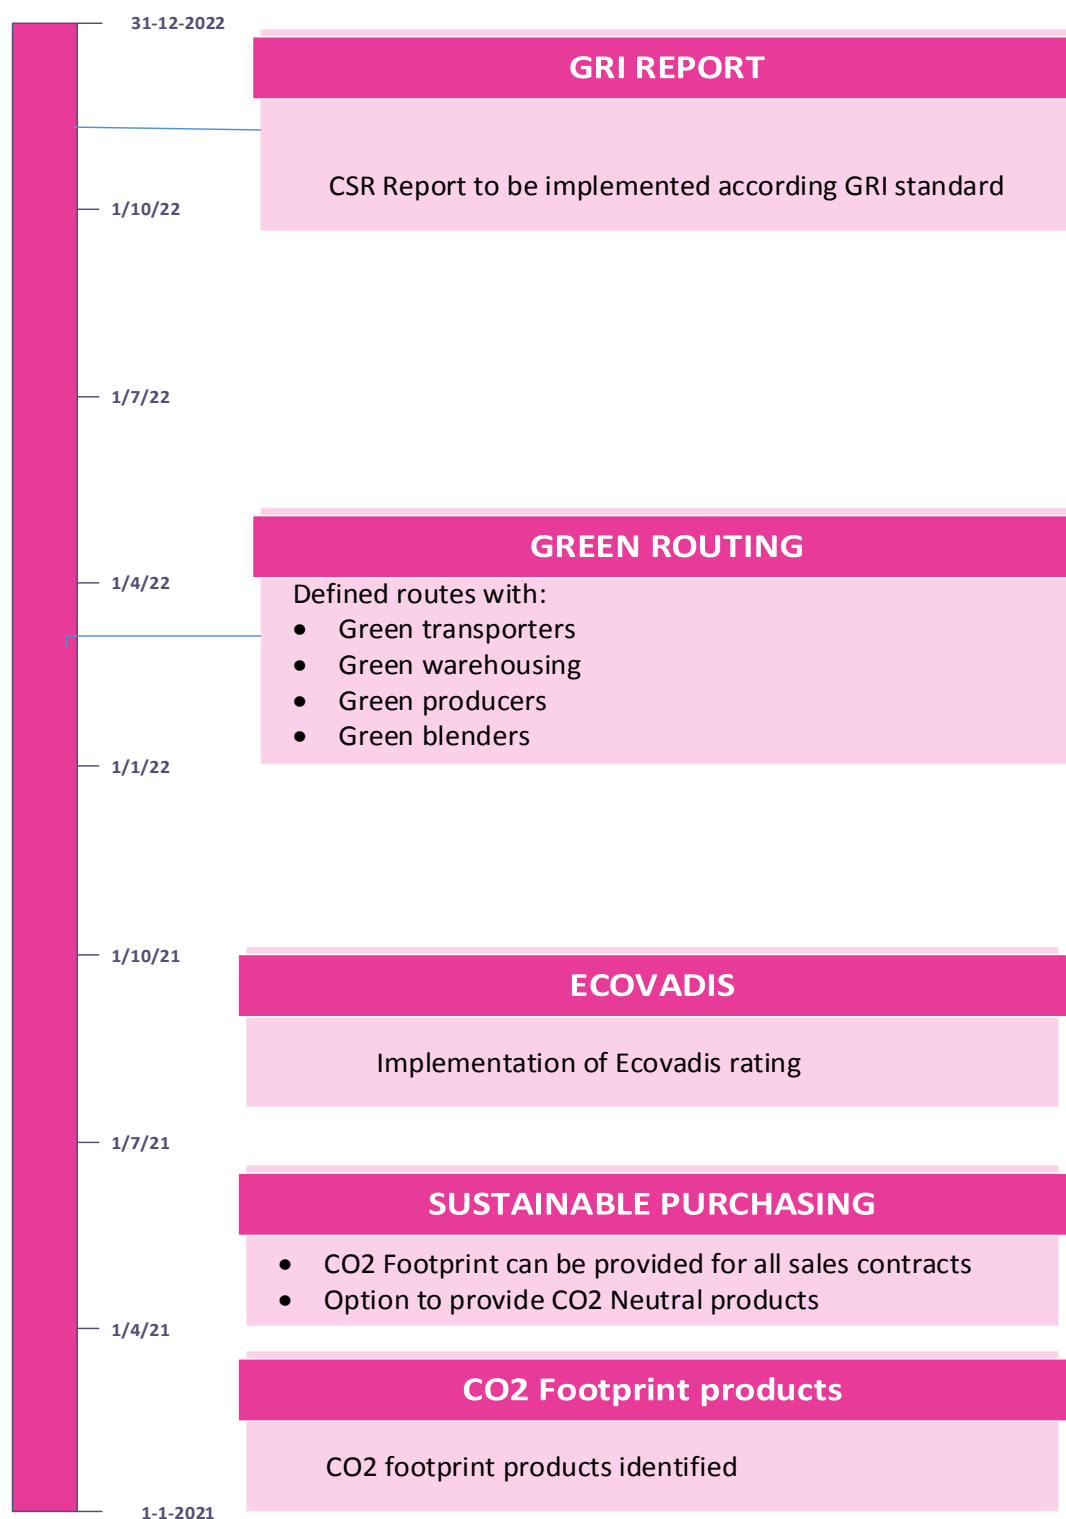 31-12-2022
GRI REPORT
CSR Report to be implemented according GRI standard
1/10/22
1/7/22
GREEN ROUTING
1/4/22
Defined routes with:
• Green transporters
• Green warehousing
• Green producers
• Green blenders
1/1/22
1/10/21
ECOVADIS
Implementation of Ecovadis rating
1/7/21
SUSTAINABLE PURCHASING
• CO2 Footprint can be provided for all sales contracts
• Option to provide CO2 Neutral products
1/4/21
CO2 Footprint products
CO2 footprint products identified
1-1-2021